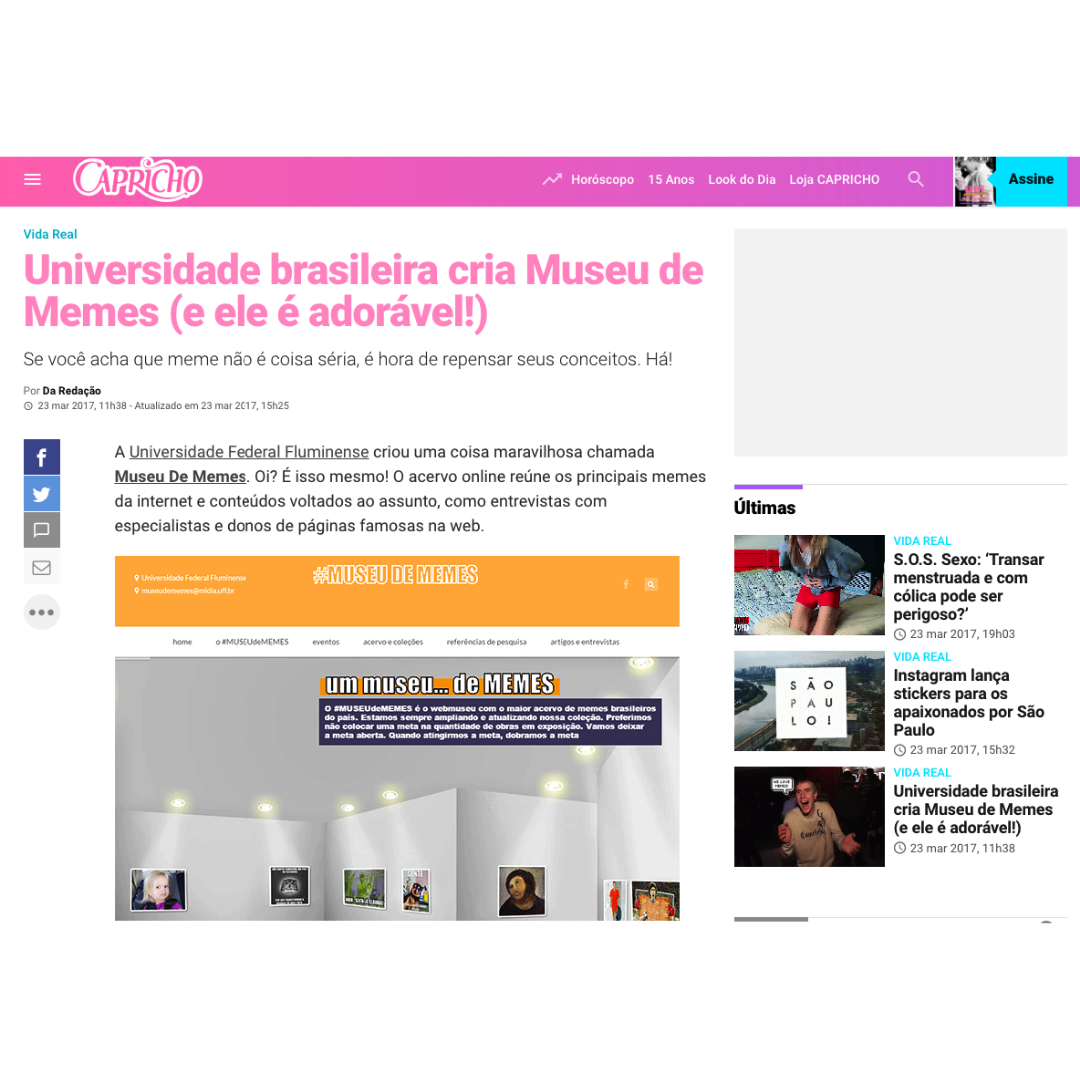 CAPRICHO
Horóscopo
15 Anos
Look do Dia
Loja CAPRICHO
Assine
Vida Real
Universidade brasileira cria Museu de
Memes (e ele é adorável!)
Se você acha que meme não é coisa séria, é hora de repensar seus conceitos. Há!
Por Da Redação
23 mar 2017, 11h38 - Atualizado em 23 mar 2017, 15h25
A Universidade Federal Fluminense criou uma coisa maravilhosa chamada
Museu De Memes. Oi? É isso mesmo! O acervo online reúne os principais memes
da internet e conteúdos voltados ao assunto, como entrevistas com
especialistas e donos de páginas famosas na web.
Universidade Federal Fluminense
museudememes@midia.uff.br
#MUSEU DE MEMES
home
o #MUSEUdeMEMES
eventos
acervo e coleções
referências de pesquisa
artigos e entrevistas
um museu... de MEMES
O #MUSEUdeMEMES é o webmuseu com o maior acervo de memes brasileiros
do país. Estamos sempre ampliando e atualizando nossa coleção. Preferimos
não colocar uma meta na quantidade de obras em exposição. Vamos deixar
a meta aberta. Quando atingirmos a meta, dobramos a meta
Últimas
VIDA REAL
S.O.S. Sexo: ‘Transar
menstruada e com
cólica pode ser
perigoso?’
23 mar 2017, 19h03
SÃO
PAU
LO!
VIDA REAL
Instagram lança
stickers para os
apaixonados por São
Paulo
23 mar 2017, 15h32
VIDA REAL
Universidade brasileira
cria Museu de Memes
(e ele é adorável!)
23 mar 2017, 11h38